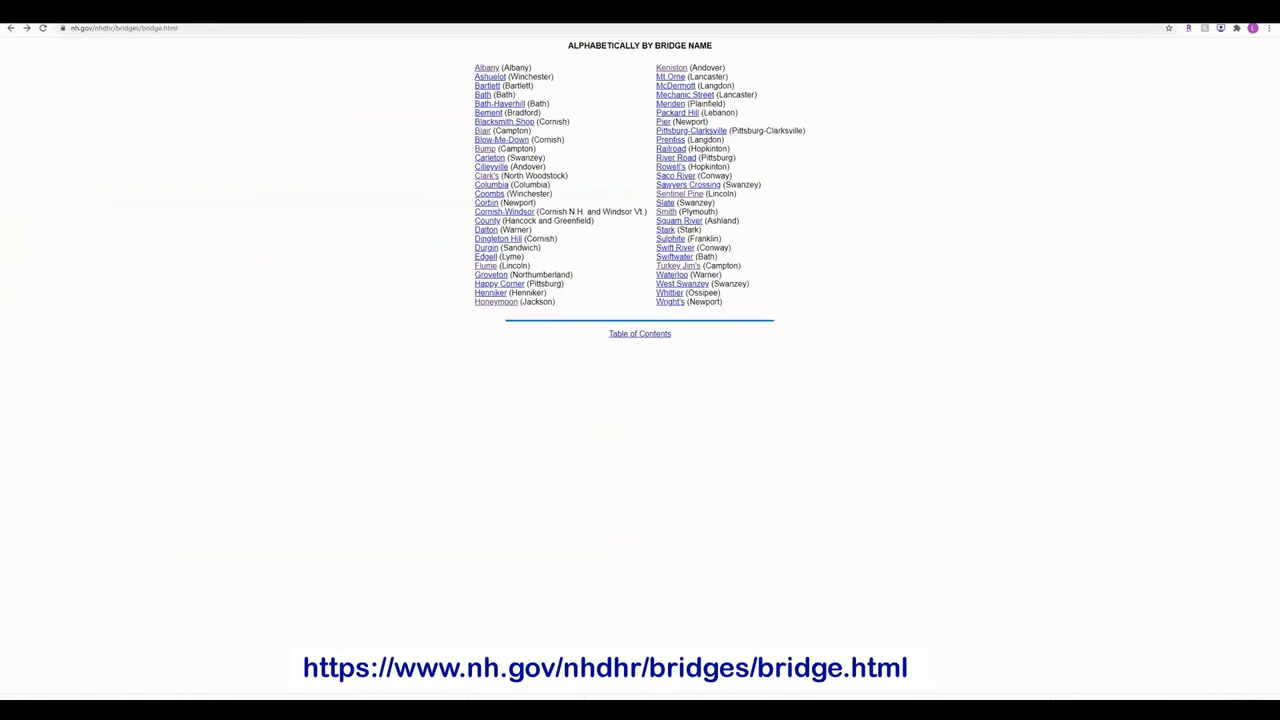 nh.gov/nhdhr/bridges/bridge.html
ALPHABETICALLY BY BRIDGE NAME
Albany (Albany)
Ashuelot (Winchester)
Bartlett (Bartlett)
Bath (Bath)
Bath-Haverhill (Bath)
Bement (Bradford)
Blacksmith Shop (Cornish)
Blair (Campton)
Blow-Me-Down (Cornish)
Bump (Campton)
Carleton (Swanzey)
Cilleyville (Andover)
Clark's (North Woodstock)
Columbia (Columbia)
Coombs (Winchester)
Corbin (Newport)
Cornish-Windsor (Cornish N.H. and Windsor Vt.)
County (Hancock and Greenfield)
Dalton (Warner)
Dingleton Hill (Cornish)
Durgin (Sandwich)
Edgell (Lyme)
Flume (Lincoln)
Groveton (Northumberland)
Happy Corner (Pittsburg)
Henniker (Henniker)
Honeymoon (Jackson)
Keniston (Andover)
Mt.Orne (Lancaster)
McDermott (Langdon)
Mechanic Street (Lancaster)
Meriden (Plainfield)
Packard Hill (Lebanon)
Pier (Newport)
Pittsburg-Clarksville (Pittsburg-Clarksville)
Prentiss (Langdon)
Railroad (Hopkinton)
River Road (Pittsburg)
Rowell's (Hopkinton)
Saco River (Conway)
Sawyers Crossing (Swanzey)
Sentinel Pine (Lincoln)
Slate (Swanzey)
Smith (Plymouth)
Squam River (Ashland)
Stark (Stark)
Sulphite (Franklin)
Swift River (Conway)
Swiftwater (Bath)
Turkey Jim's (Campton)
Waterloo (Warner)
West Swanzey (Swanzey)
Whittier (Ossipee)
Wright's (Newport)
Table of Contents
https://www.nh.gov/nhdhr/bridges/bridge.html